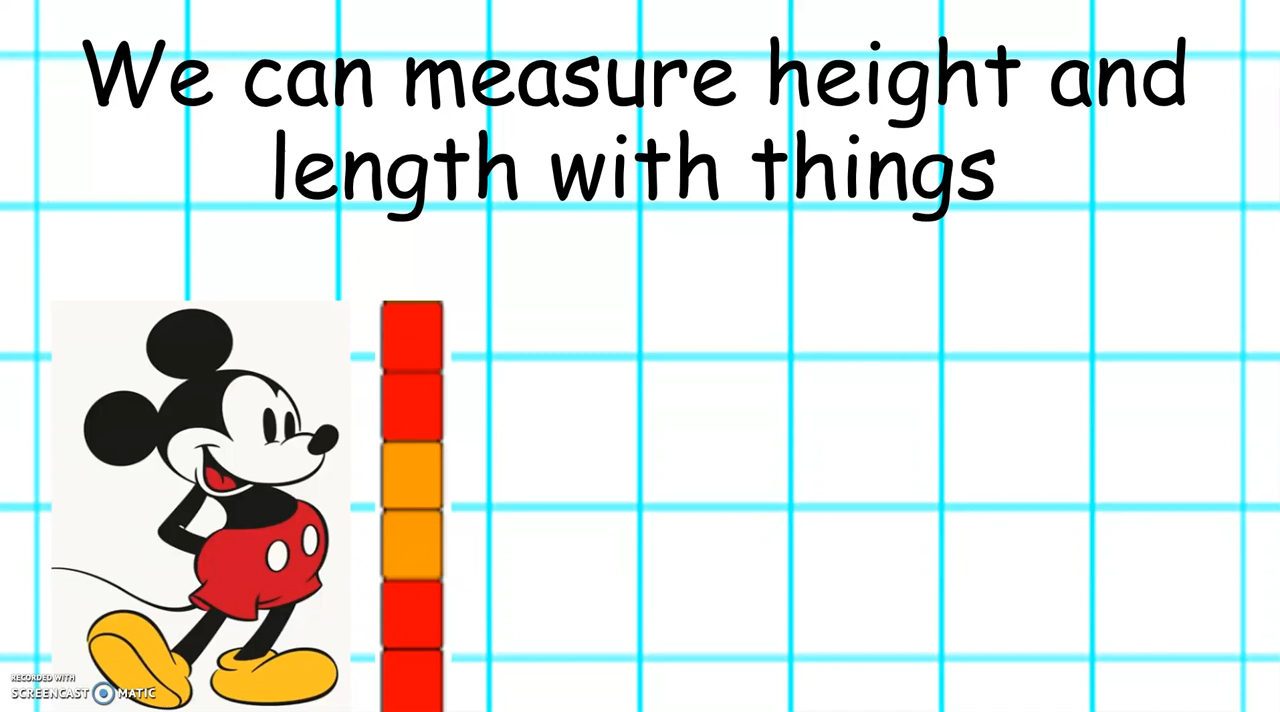 We can measure height and
length with things
RECORDED WITH
SCREENCAST MATIC